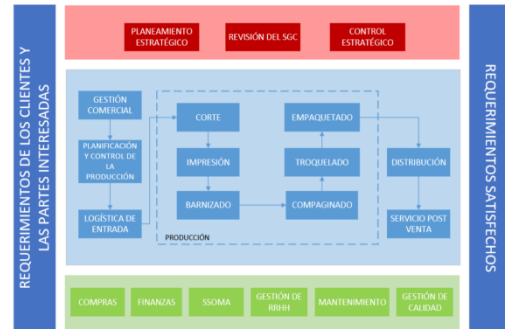 REQUERIMIENTOS DE LOS CLIENTES Y
LAS PARTES INTERESADAS
PLANEAMIENTO
ESTRATÉGICO
REVISIÓN DEL SGC
CONTROL
ESTRATÉGICO
GESTIÓN
COMERCIAL
PLANIFICACIÓN
Y CONTROL DE
LA
PRODUCCIÓN
LOGÍSTICA DE
ENTRADA
CORTE
IMPRESIÓN
BARNIZADO
EMPAQUETADO
TROQUELADO
COMPAGINADO
PRODUCCIÓN
DISTRIBUCIÓN
SERVICIO POST
VENTA
COMPRAS
FINANZAS
SSOMA
GESTIÓN DE
RRHH
MANTENIMIENTO
GESTIÓN DE
CALIDAD
REQUERIMIENTOS SATISFECHOS